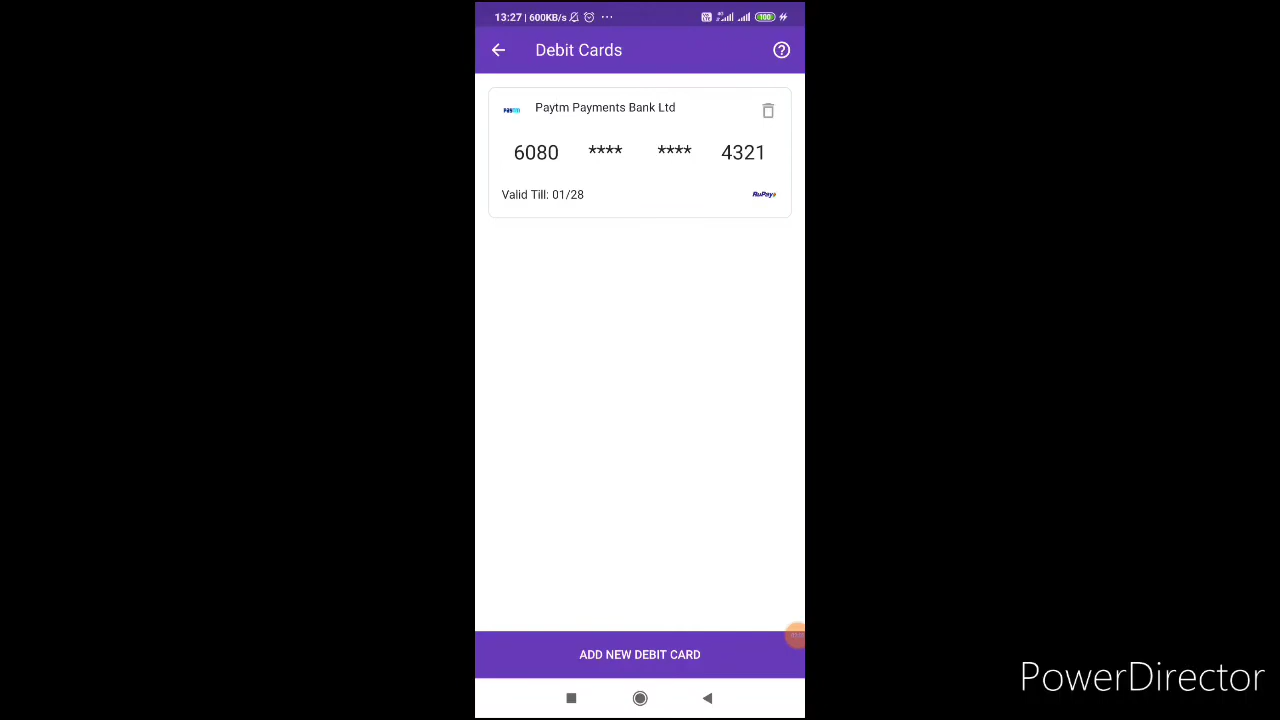 13:27 | 600KB/s ... 100
Debit Cards
Paytm Payments Bank Ltd
6080 **** **** 4321
Valid Till: 01/28 RuPay
ADD NEW DEBIT CARD
PowerDirector